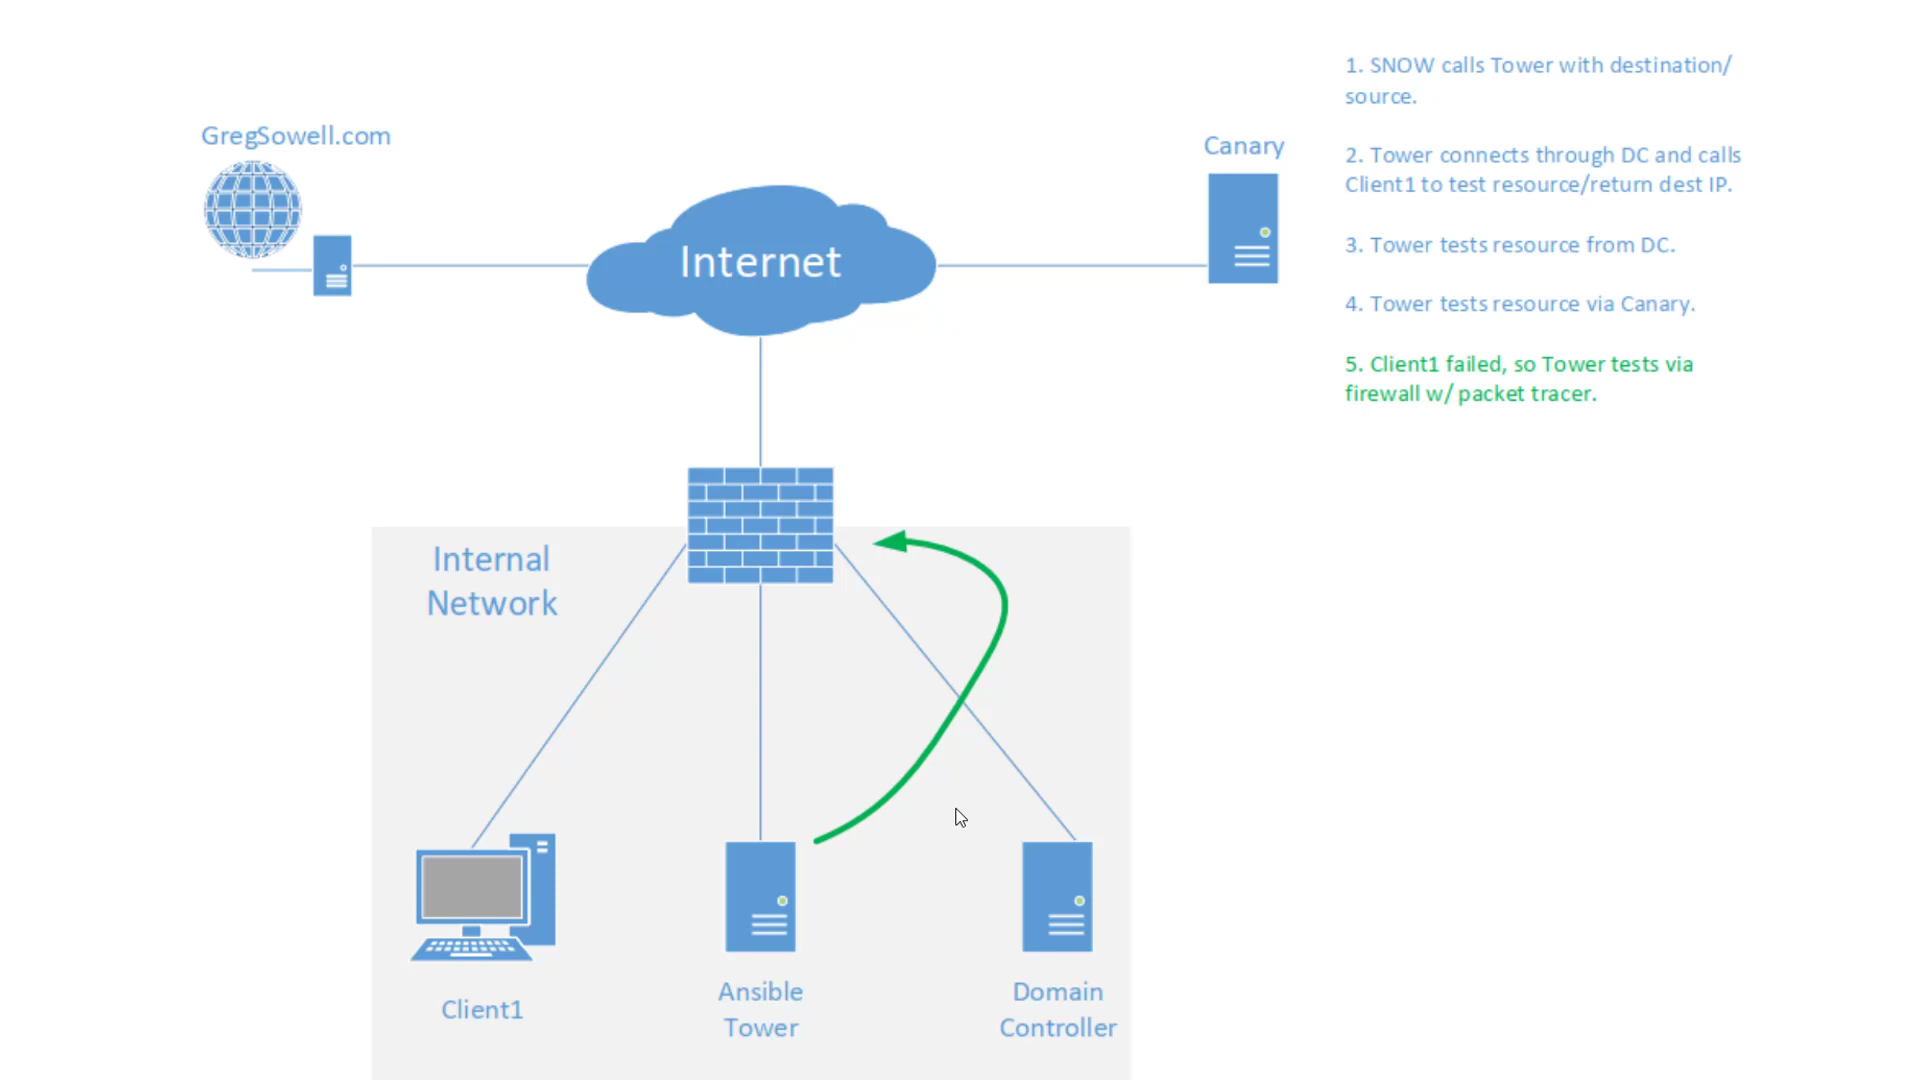 GregSowell.com
Internet
Canary
1. SNOW calls Tower with destination/
source.
2. Tower connects through DC and calls
Client1 to test resource/return dest IP.
3. Tower tests resource from DC.
4. Tower tests resource via Canary.
5. Client1 failed, so Tower tests via
firewall w/ packet tracer.
Internal
Network
Client1
Ansible
Tower
Domain
Controller